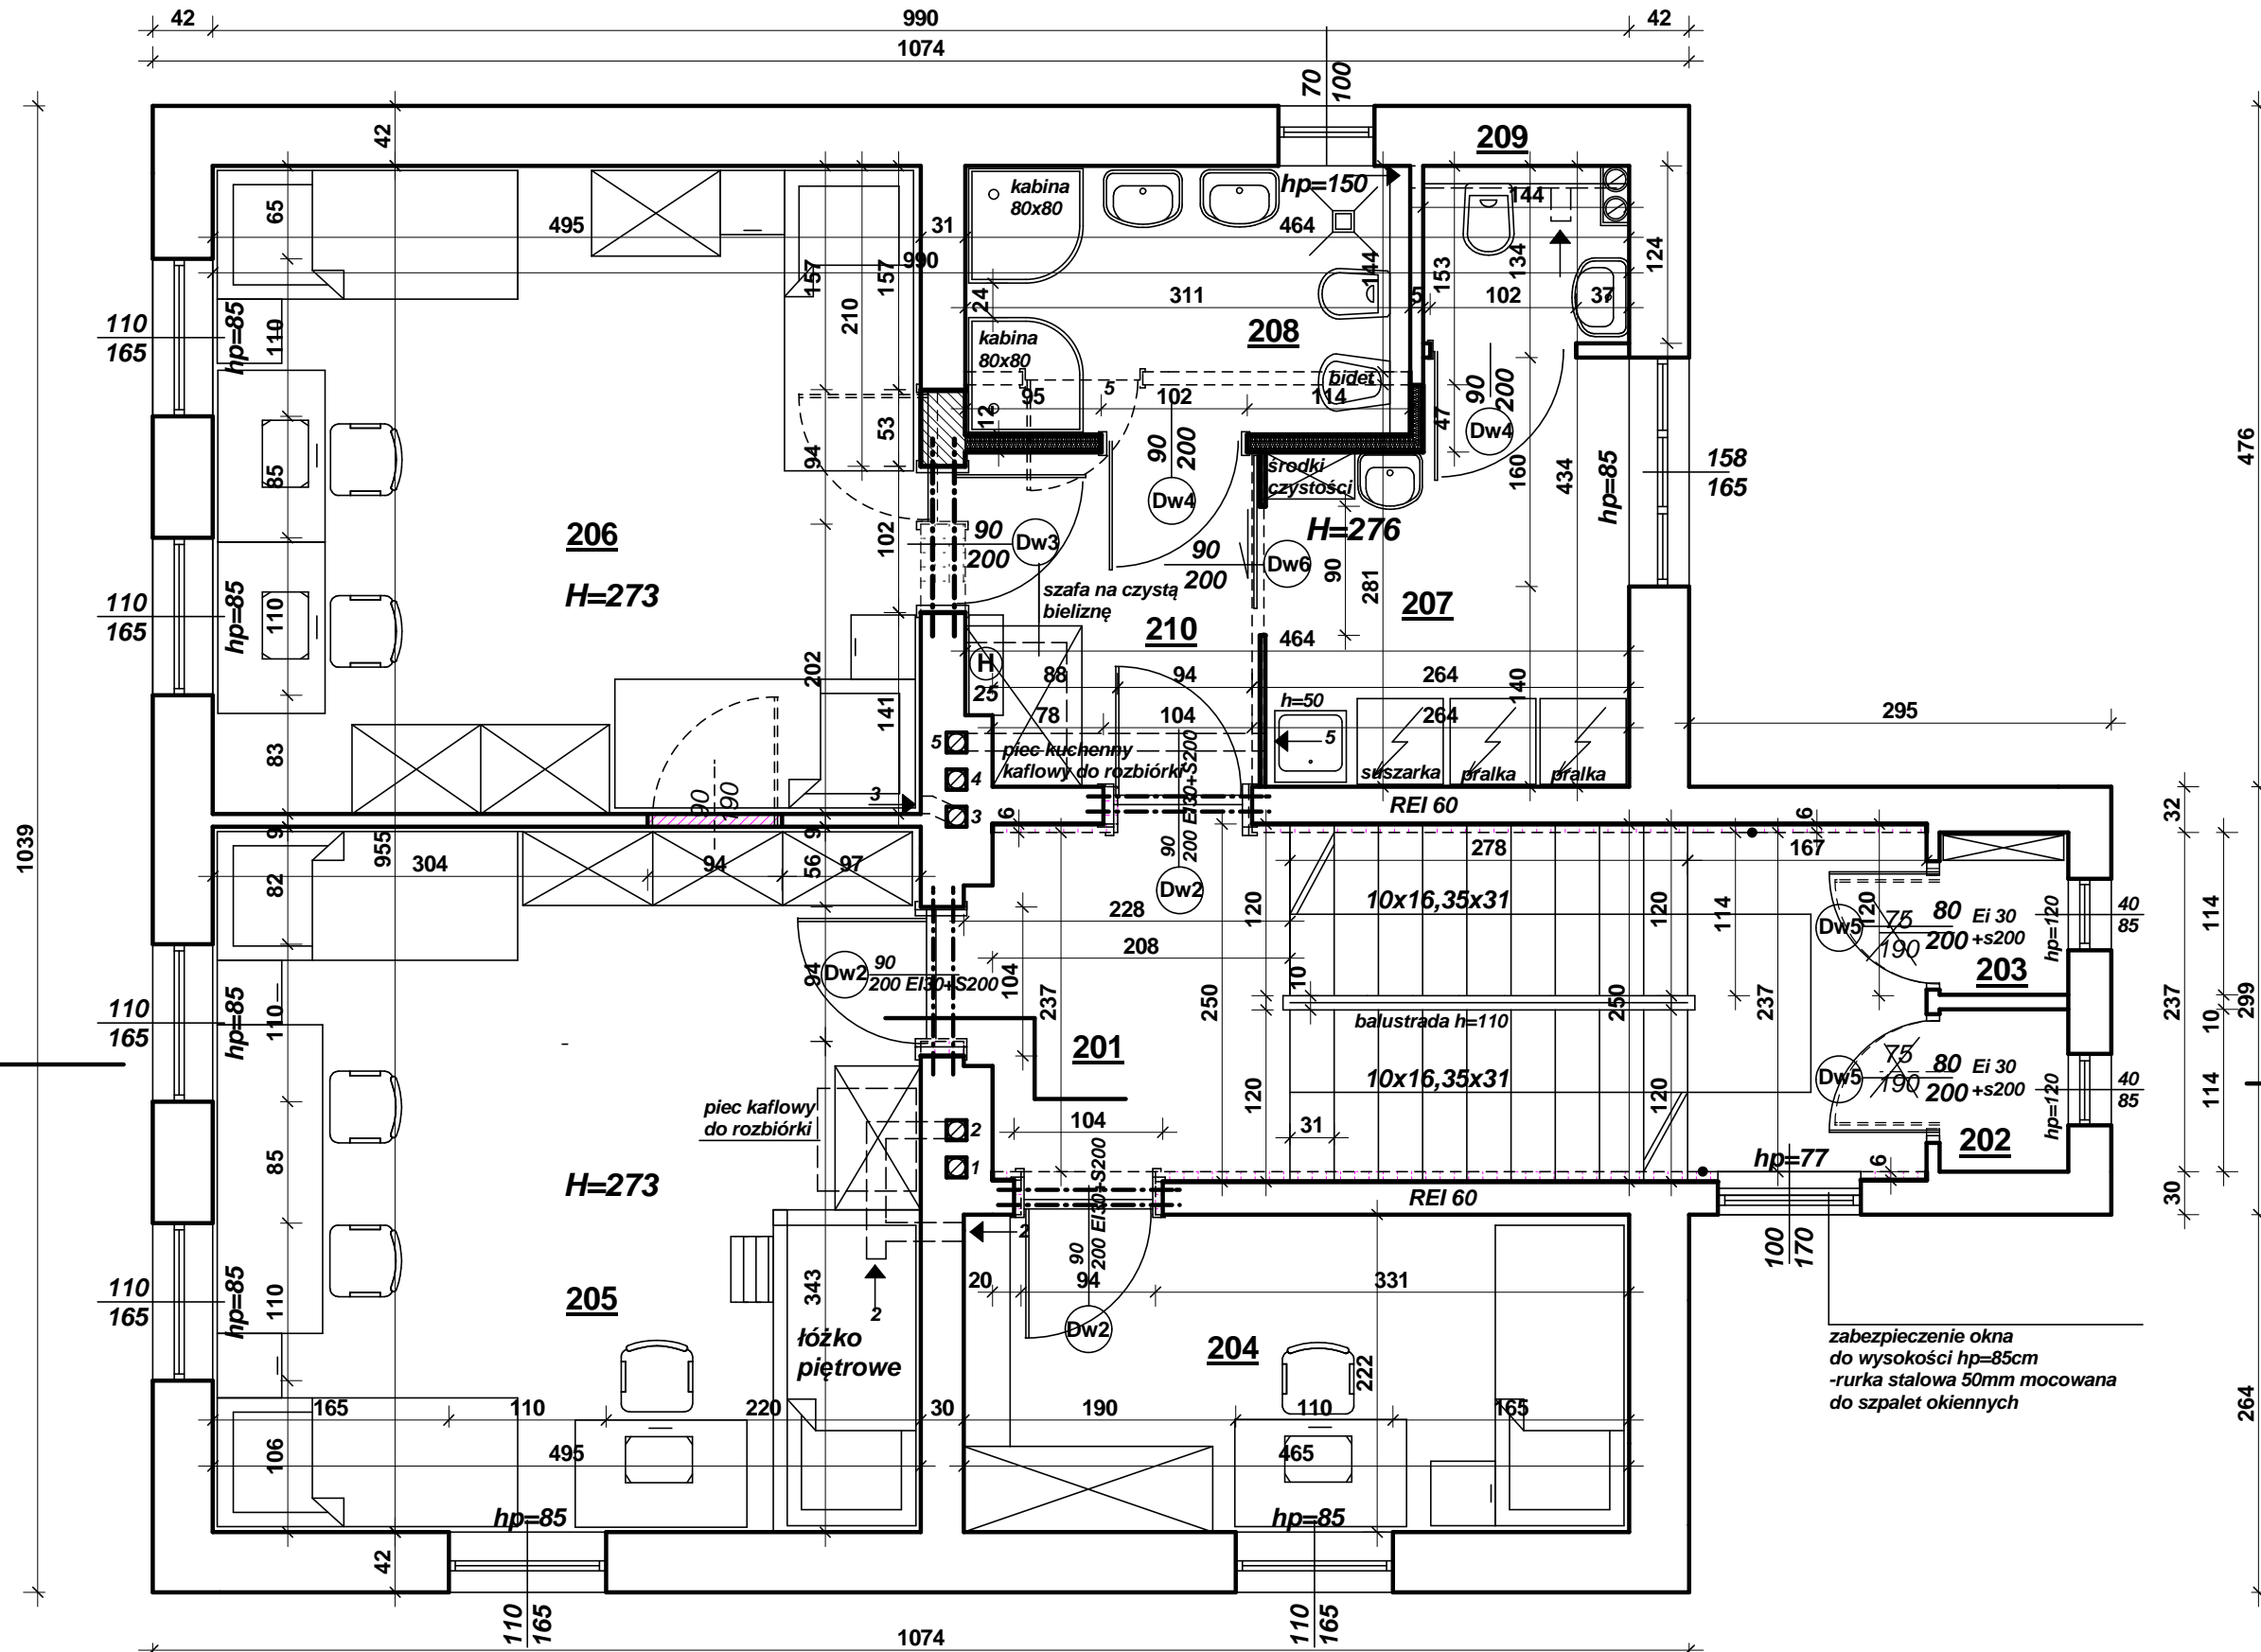 42
990
42
1074
70
100
209
42
kabina
80x80
hp=150
144
65
495
31
464
124
157
157
990
153
134
144
24
311
5
102
37
210
110
165
hp=85
110
208
kabina
80x80
bidet
5
95
102
114
12
90
200
47
Dw4
53
94
85
476
90
200
środki
czystości
160
434
hp=85
158
165
Dw4
206
102
90
200
Dw3
90
200
Dw6
H=276
90
281
H=273
szafa na czystą
bieliznę
207
110
165
hp=85
110
210
464
202
H
25
88
94
264
140
141
78
104
h=50
264
295
83
5
piec kuchenny
kaflowy do rozbiórki
5
suszarka
pralka
pralka
4
90
200 EI30+S200
90
190
3
3
REI 60
32
1039
9
955
9
6
6
82
304
94
56
97
278
167
Dw2
120
10x16,35x31
120
114
120
228
208
Dw5
75
190
80
200
Ei 30
+s200
hp=120
40
85
114
203
94
Dw2
90
200 EI30+S200
104
237
250
10
250
237
237
299
110
165
hp=85
110
balustrada h=110
10
201
Dw5
75
190
80
200
Ei 30
+s200
hp=120
40
85
114
120
10x16,35x31
120
piec kaflowy
do rozbiórki
104
31
202
2
1
85
H=273
90
200 EI30+S200
hp=77
6
REI 60
30
2
100
170
20
94
331
110
165
hp=85
110
205
343
2
Dw2
204
222
łóżko
piętrowe
zabezpieczenie okna
do wysokości hp=85cm
-rurka stalowa 50mm mocowana
do szpalet okiennych
165
110
220
30
190
110
165
264
106
495
465
hp=85
hp=85
42
110
165
110
165
1074